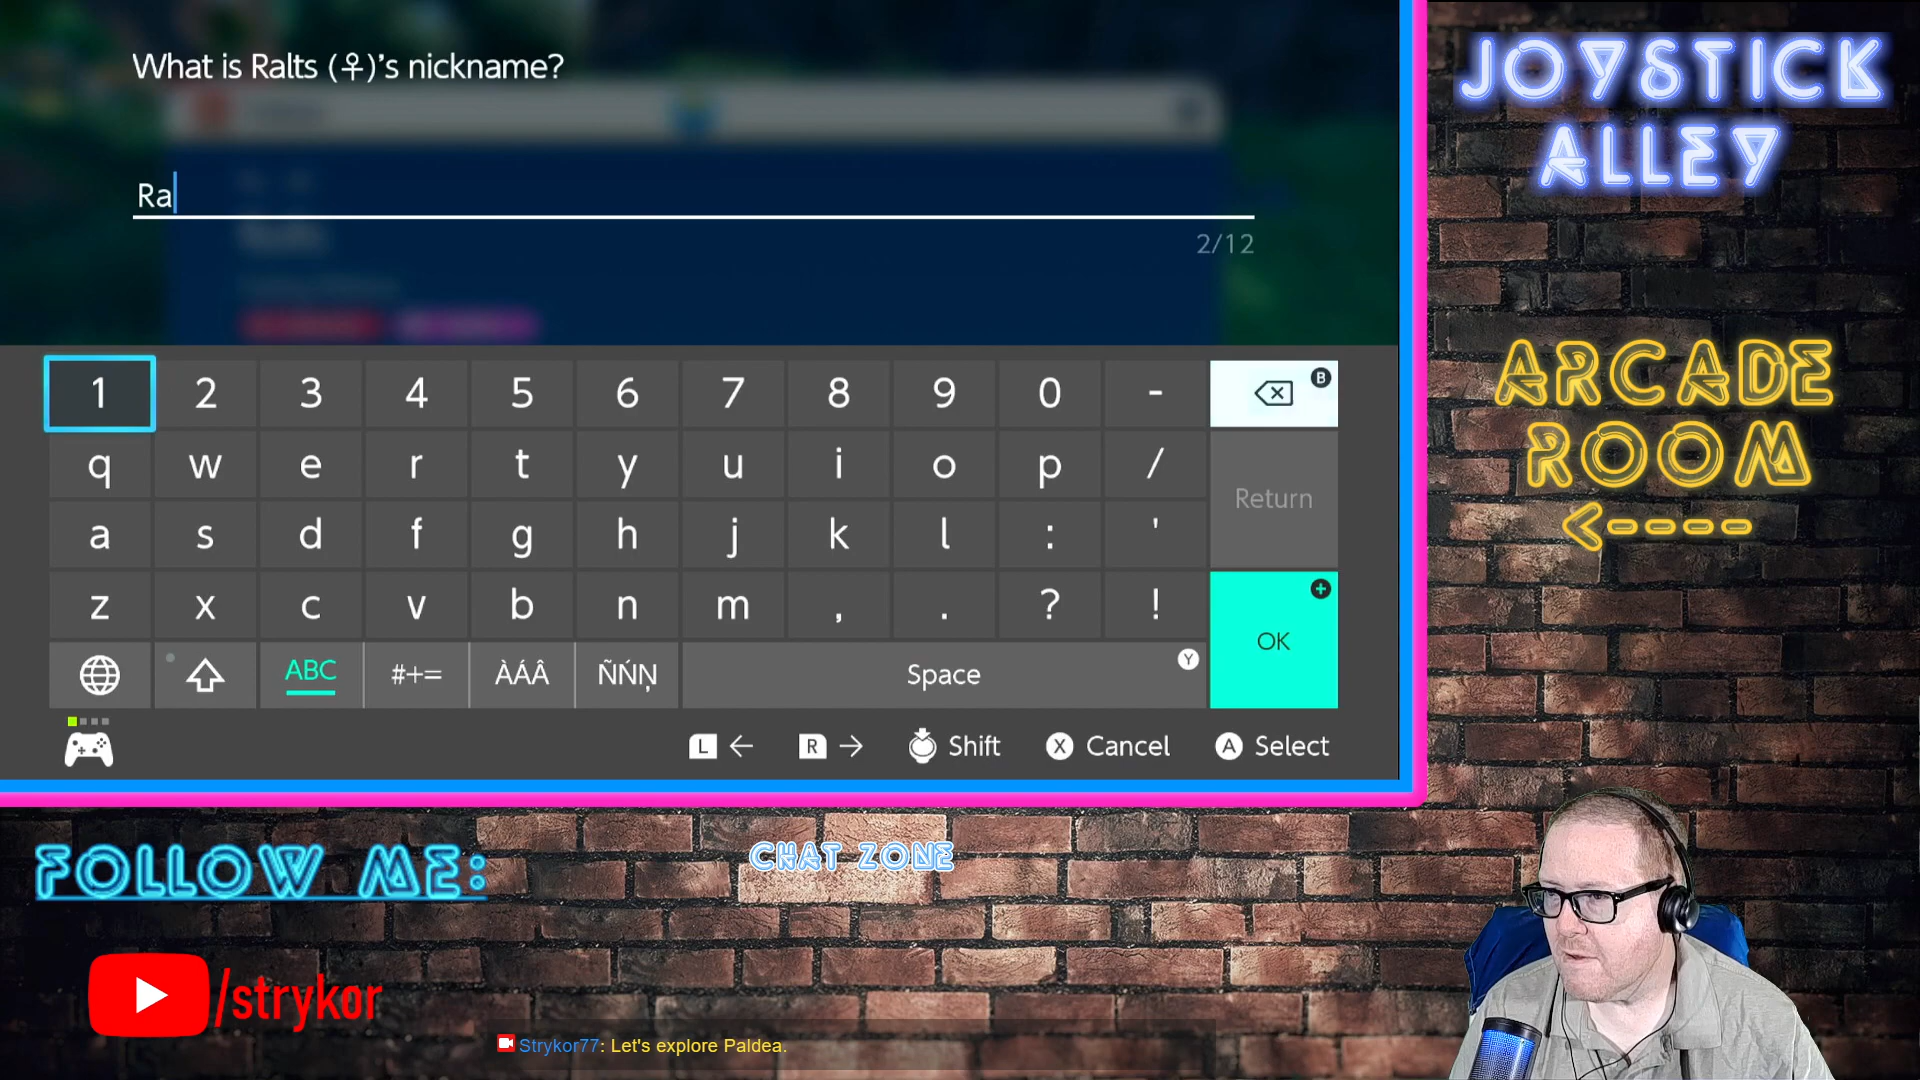 What is Ralts (♀)'s nickname?
Ra
2/12
1 2 3 4 5 6 7 8 9 0 - B
q w e r t y u i o p / Return
a s d f g h j k l : '
z x c v b n m , . ? ! + OK
ABC #+= ÀÁÂ ÑŃŅ Space Y
L ← R → Shift X Cancel A Select
JOYSTICK
ALLEY
ARCADE
ROOM
<----
FOLLOW ME:
CHAT ZONE
/strykor
Strykor77: Let's explore Paldea.